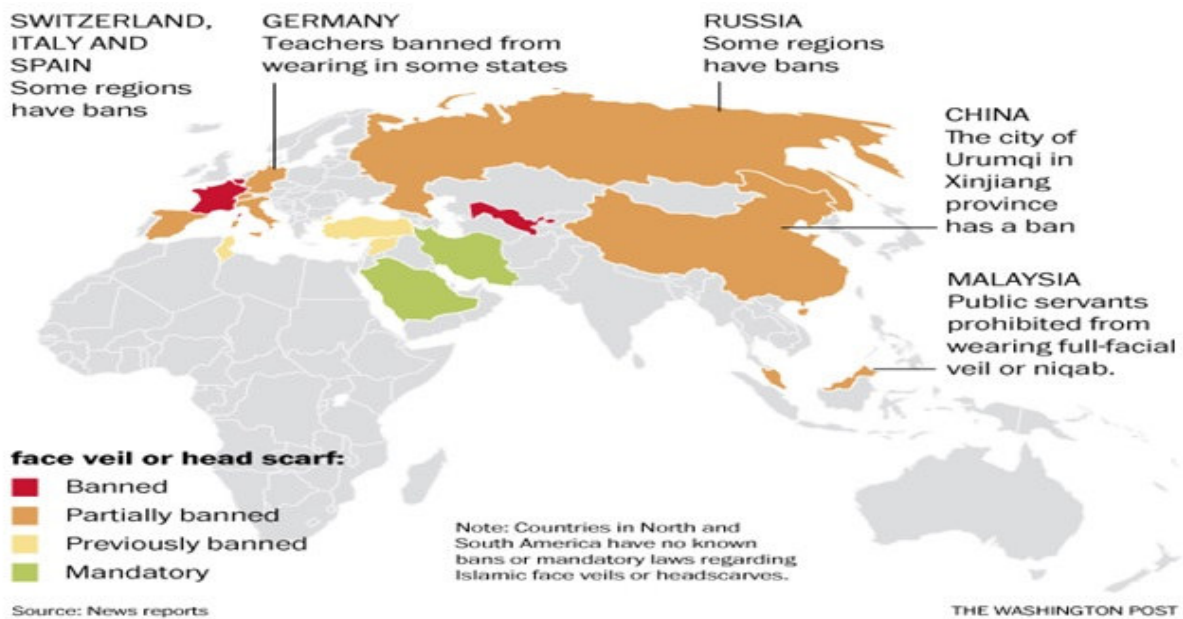 SWITZERLAND,
ITALY AND
SPAIN
Some regions
have bans
GERMANY
Teachers banned from
wearing in some states
RUSSIA
Some regions
have bans
CHINA
The city of
Urumqi in
Xinjiang
province
has a ban
MALAYSIA
Public servants
prohibited from
wearing full-facial
veil or niqab.
face veil or head scarf:
Banned
Partially banned
Previously banned
Mandatory
Note: Countries in North and
South America have no known
bans or mandatory laws regarding
Islamic face veils or headscarves.
Source: News reports
THE WASHINGTON POST